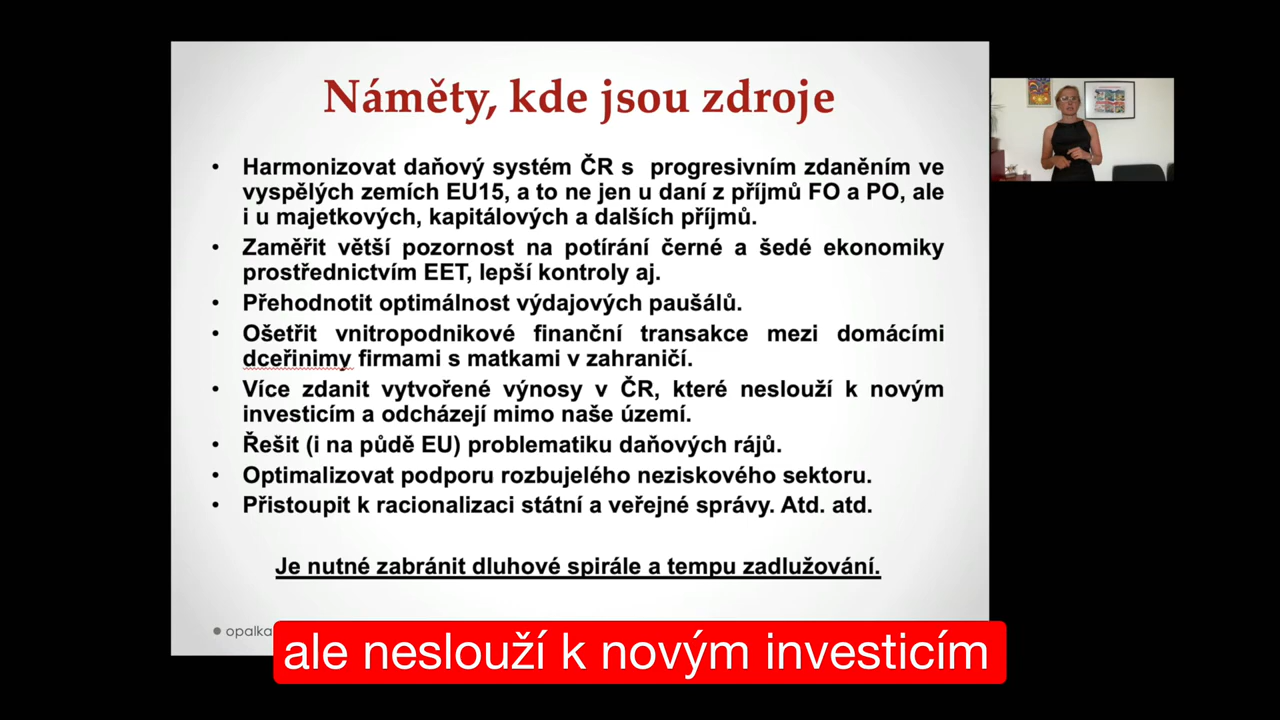 Náměty, kde jsou zdroje
• Harmonizovat daňový systém ČR s progresivním zdaněním ve
vyspělých zemích EU15, a to ne jen u daní z příjmů FO a PO, ale
i u majetkových, kapitálových a dalších příjmů.
• Zaměřit větší pozornost na potírání černé a šedé ekonomiky
prostřednictvím EET, lepší kontroly aj.
• Přehodnotit optimálnost výdajových paušálů.
• Ošetřit vnitropodnikové finanční transakce mezi domácími
dceřinimy firmami s matkami v zahraničí.
• Více zdanit vytvořené výnosy v ČR, které neslouží k novým
investicím a odcházejí mimo naše území.
• Řešit (i na půdě EU) problematiku daňových rájů.
• Optimalizovat podporu rozbujelého neziskového sektoru.
• Přistoupit k racionalizaci státní a veřejné správy. Atd. atd.
Je nutné zabránit dluhové spirále a tempu zadlužování.
opalka
ale neslouží k novým investicím